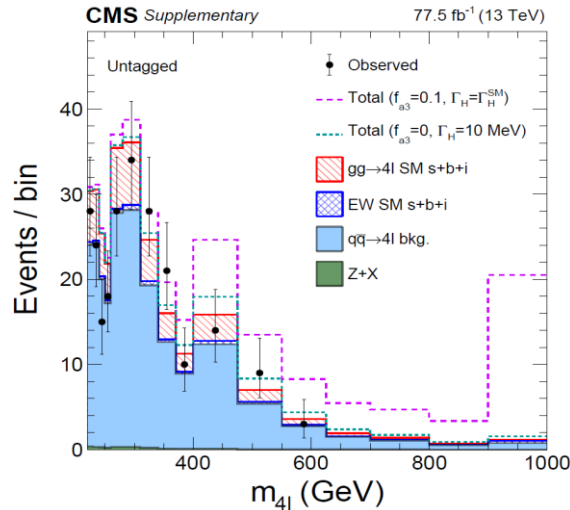 CMS Supplementary 77.5 fb⁻¹ (13 TeV)
Untagged
Observed
Total (f_a3=0.1, Γ_H=Γ_H^SM)
Total (f_a3=0, Γ_H=10 MeV)
gg→4l SM s+b+i
EW SM s+b+i
qq̅→4l bkg.
Z+X
Events / bin
40
30
20
10
0
400 600 800 1000
m_4l (GeV)